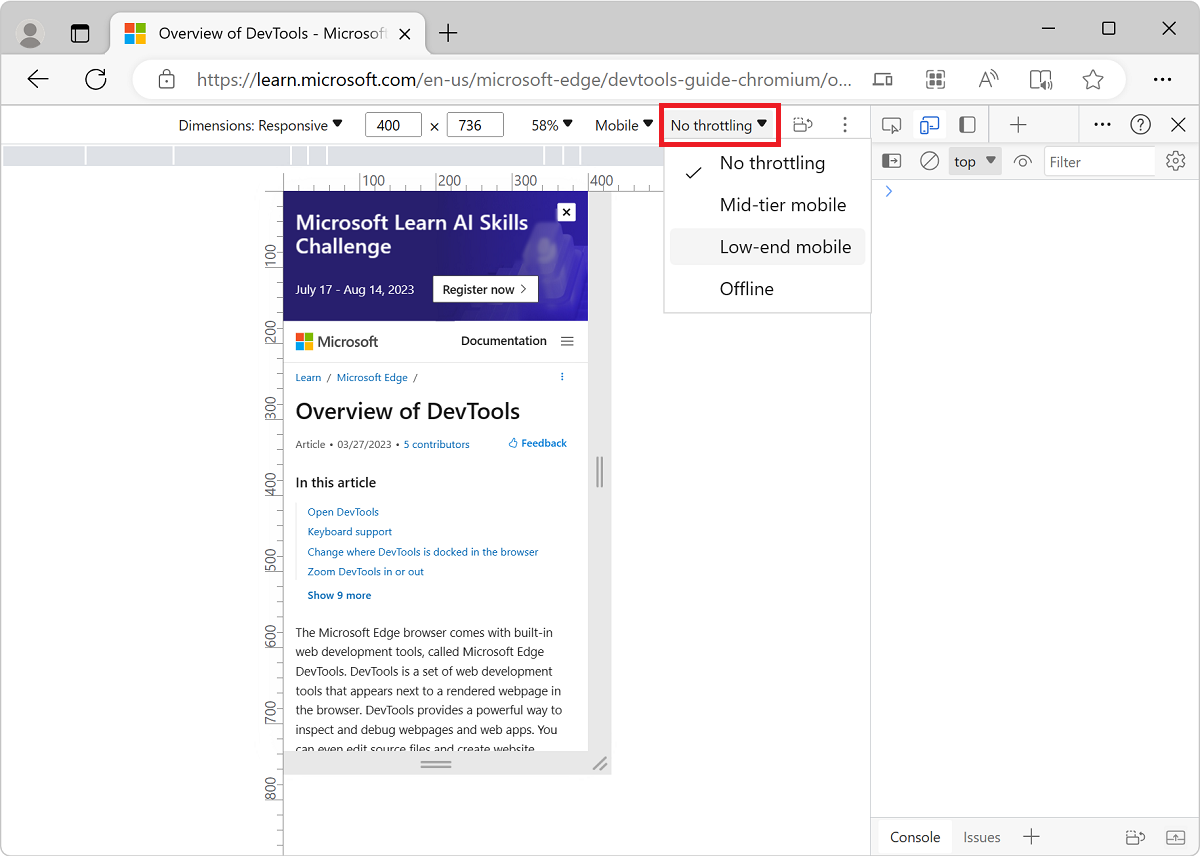 Overview of DevTools - Microsof
https://learn.microsoft.com/en-us/microsoft-edge/devtools-guide-chromium/o...
Dimensions: Responsive 400 × 736 58% Mobile No throttling
No throttling
Mid-tier mobile
Low-end mobile
Offline
top Filter
100 200 300 400
100
200
300
400
500
600
700
800
Microsoft Learn AI Skills
Challenge
July 17 - Aug 14, 2023 Register now
Microsoft Documentation
Learn / Microsoft Edge /
Overview of DevTools
Article • 03/27/2023 • 5 contributors Feedback
In this article
Open DevTools
Keyboard support
Change where DevTools is docked in the browser
Zoom DevTools in or out
Show 9 more
The Microsoft Edge browser comes with built-in
web development tools, called Microsoft Edge
DevTools. DevTools is a set of web development
tools that appears next to a rendered webpage in
the browser. DevTools provides a powerful way to
inspect and debug webpages and web apps. You
can even edit source files and create website
Console Issues